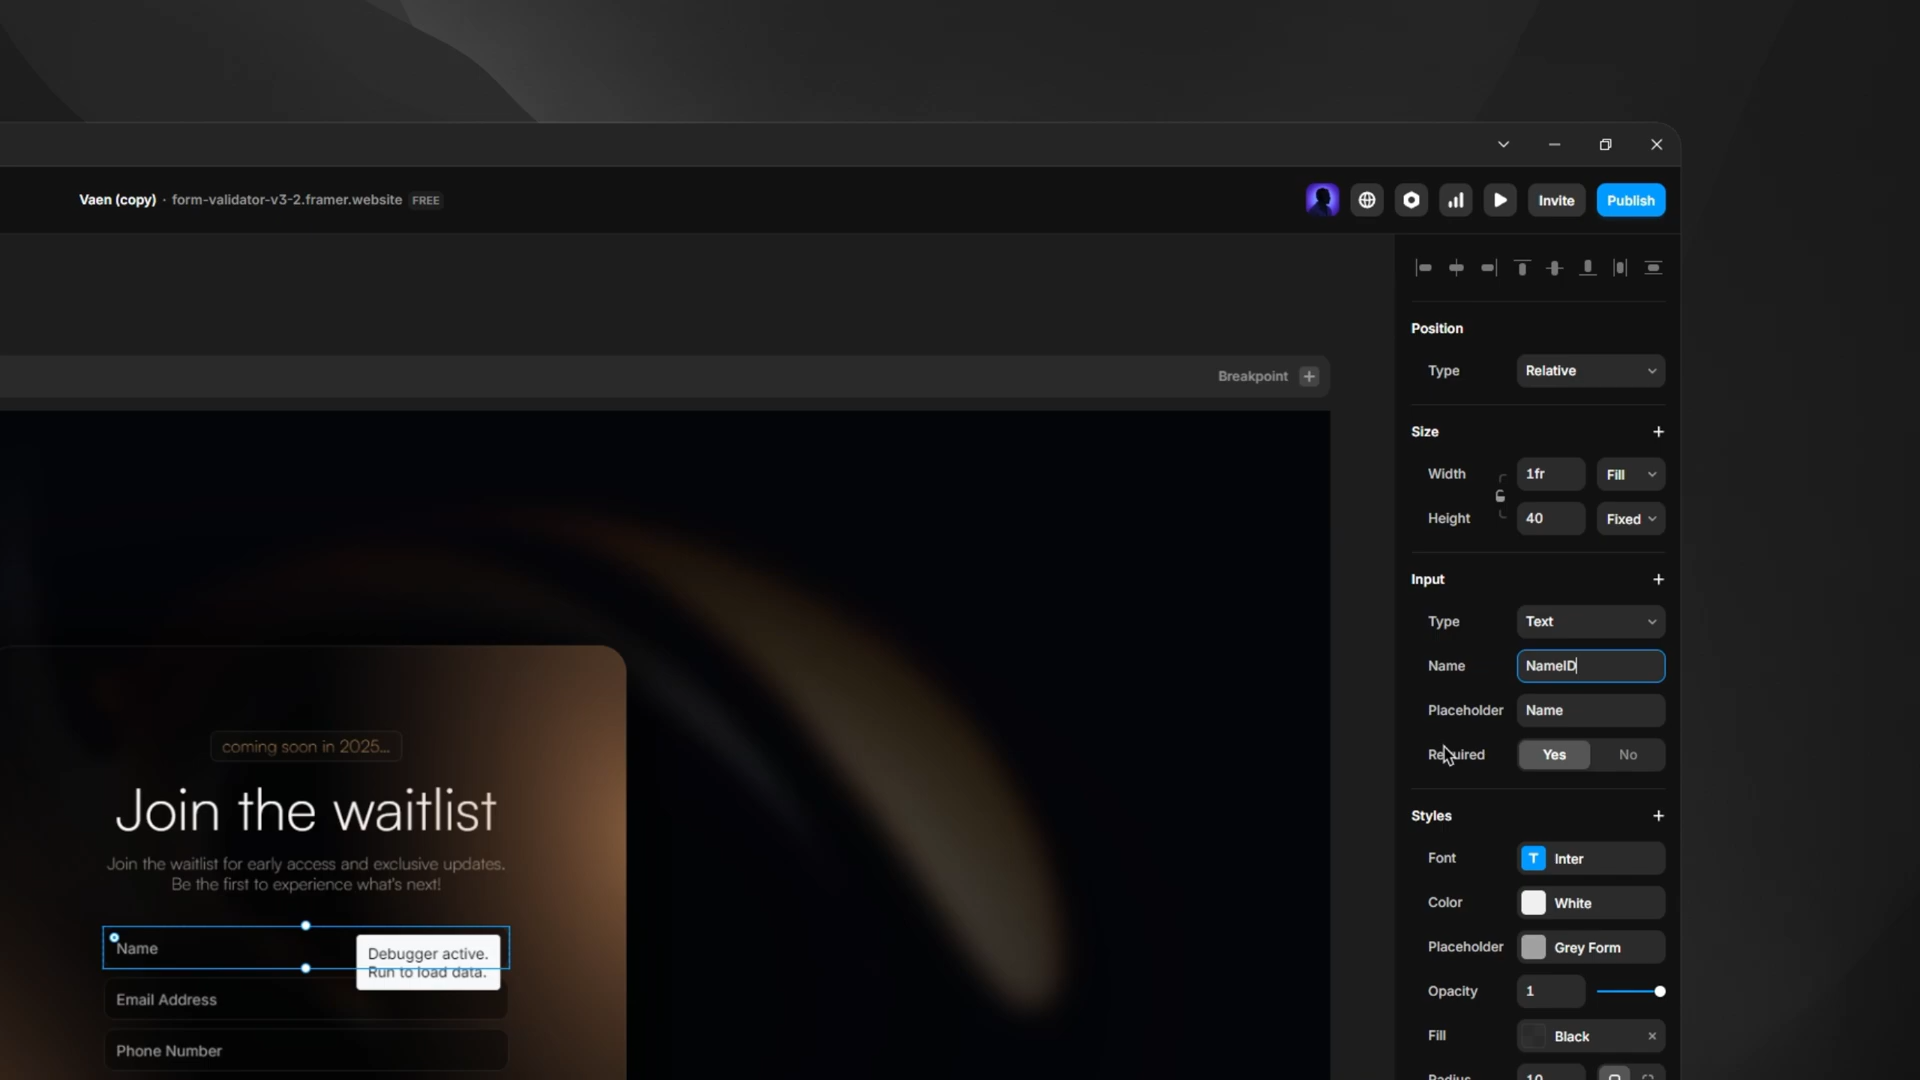 Vaen (copy) · form-validator-v3-2.framer.website FREE
Invite
Publish
Breakpoint
Position
Type Relative
Size
Width 1fr Fill
Height 40 Fixed
Input
Type Text
Name NameID
Placeholder Name
Required Yes No
Styles
Font Inter
Color White
Placeholder Grey Form
Opacity 1
Fill Black
Radius 10
coming soon in 2025...
Join the waitlist
Join the waitlist for early access and exclusive updates.
Be the first to experience what's next!
Name
Debugger active.
Run to load data.
Email Address
Phone Number